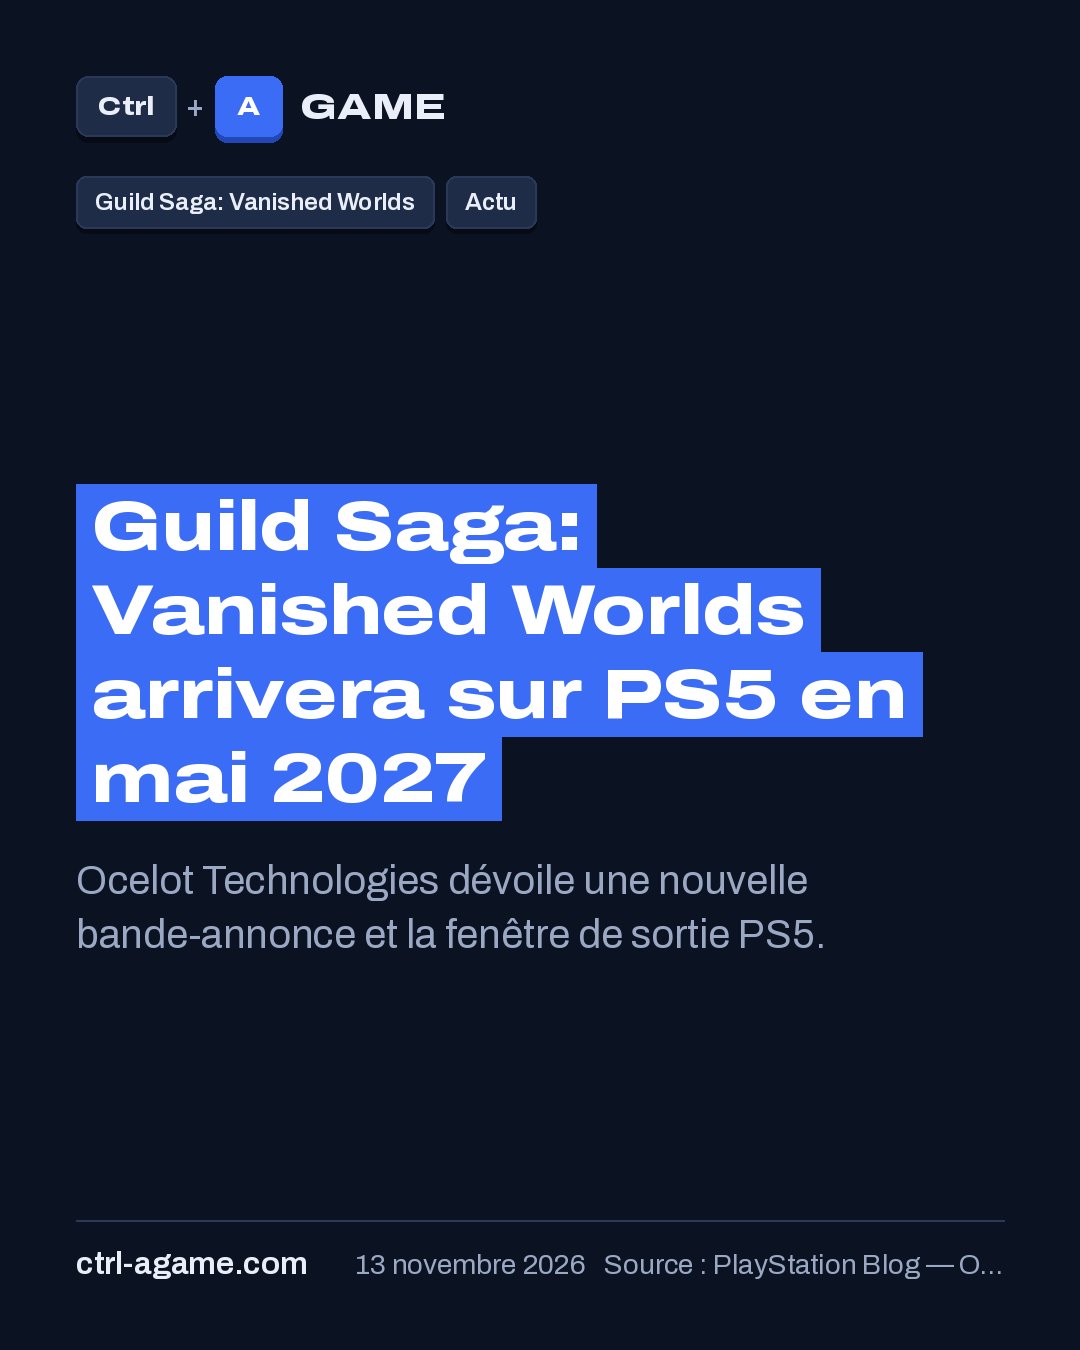 Ctrl + A GAME
Guild Saga: Vanished Worlds Actu
Guild Saga:
Vanished Worlds
arrivera sur PS5 en
mai 2027
Ocelot Technologies dévoile une nouvelle
bande-annonce et la fenêtre de sortie PS5.
ctrl-agame.com 13 novembre 2026 Source : PlayStation Blog — O...